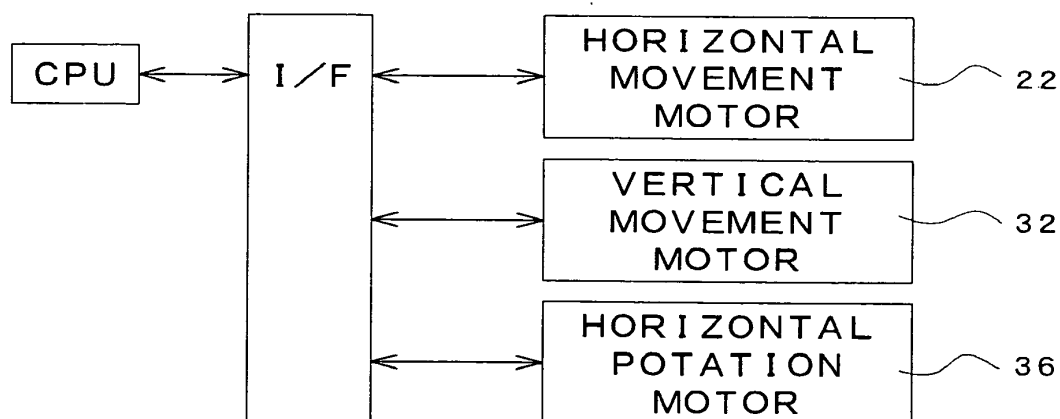 CPU
I/F
HORIZONTAL
MOVEMENT
MOTOR
22
VERTICAL
MOVEMENT
MOTOR
32
HORIZONTAL
POTATION
MOTOR
36